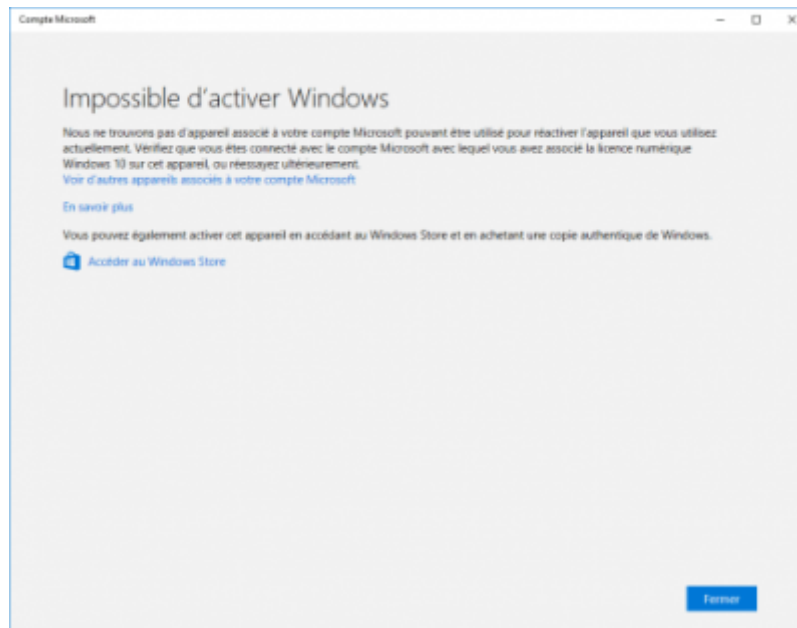 Compte Microsoft
Impossible d'activer Windows
Nous ne trouvons pas d'appareil associé à votre compte Microsoft pouvant être utilisé pour réactiver l'appareil que vous utilisez
actuellement. Vérifiez que vous êtes connecté avec le compte Microsoft avec lequel vous avez associé la licence numérique
Windows 10 sur cet appareil, ou réessayez ultérieurement.
Voir d'autres appareils associés à votre compte Microsoft
En savoir plus
Vous pouvez également activer cet appareil en accédant au Windows Store et en achetant une copie authentique de Windows.
Accéder au Windows Store
Fermer